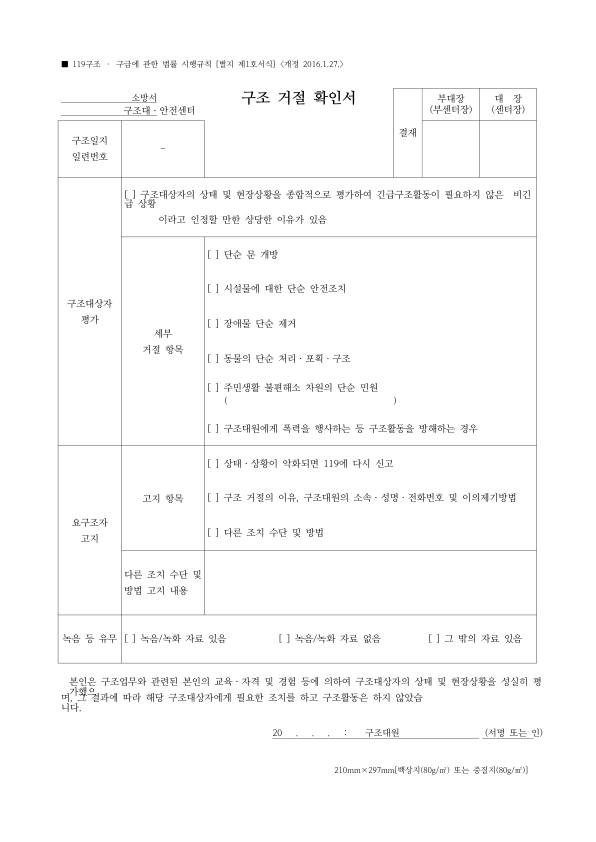 ■ 119구조 · 구급에 관한 법률 시행규칙 [별지 제1호서식] <개정 2016.1.27.>
소방서
구조대 · 안전센터
구조 거절 확인서
결재
부대장
(부센터장)
대 장
(센터장)
구조일지
일련번호
–
구조대상자
평가
[ ] 구조대상자의 상태 및 현장상황을 종합적으로 평가하여 긴급구조활동이 필요하지 않은 비긴
급 상황
이라고 인정할 만한 상당한 이유가 있음
세부
거절 항목
[ ] 단순 문 개방
[ ] 시설물에 대한 단순 안전조치
[ ] 장애물 단순 제거
[ ] 동물의 단순 처리 · 포획 · 구조
[ ] 주민생활 불편해소 차원의 단순 민원
( )
[ ] 구조대원에게 폭력을 행사하는 등 구조활동을 방해하는 경우
요구조자
고지
고지 항목
[ ] 상태 · 상황이 악화되면 119에 다시 신고
[ ] 구조 거절의 이유, 구조대원의 소속 · 성명 · 전화번호 및 이의제기방법
[ ] 다른 조치 수단 및 방법
다른 조치 수단 및
방법 고지 내용
녹음 등 유무
[ ] 녹음/녹화 자료 있음 [ ] 녹음/녹화 자료 없음 [ ] 그 밖의 자료 있음
본인은 구조업무와 관련된 본인의 교육 · 자격 및 경험 등에 의하여 구조대상자의 상태 및 현장상황을 성실히 평
가했으
며, 그 결과에 따라 해당 구조대상자에게 필요한 조치를 하고 구조활동은 하지 않았습
니다.
20 . . . : 구조대원 (서명 또는 인)
210mm×297mm[백상지(80g/㎡) 또는 중질지(80g/㎡)]